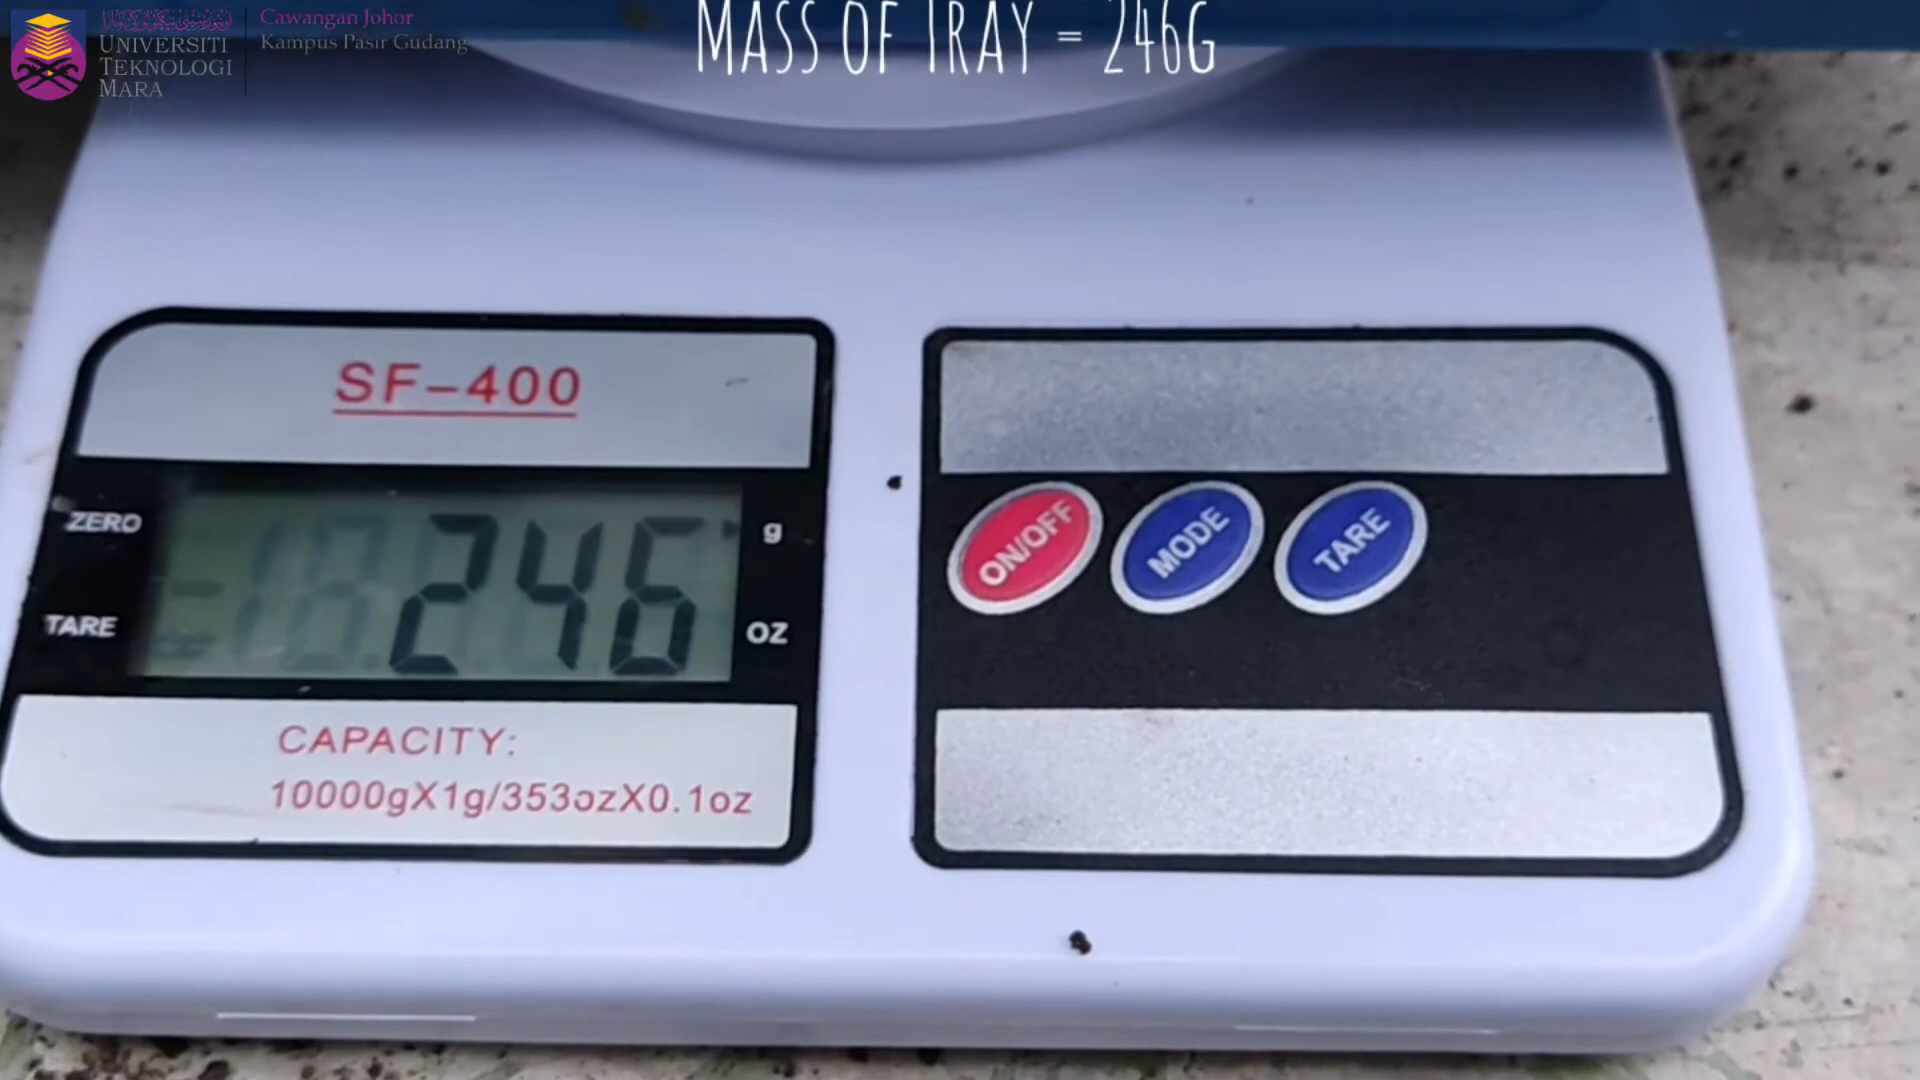 MASS OF TRAY = 246G
UNIVERSITI
TEKNOLOGI
MARA
Cawangan Johor
Kampus Pasir Gudang
SF-400
ZERO
TARE
246
g
oz
CAPACITY:
10000gX1g/353ozX0.1oz
ON/OFF
MODE
TARE